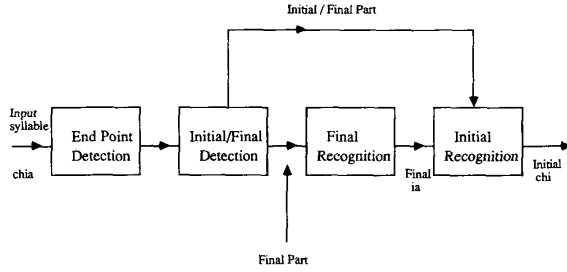 Initial / Final Part
Input
syllable
chia
End Point
Detection
Initial/Final
Detection
Final
Recognition
Final
ia
Initial
Recognition
Initial
chi
Final Part